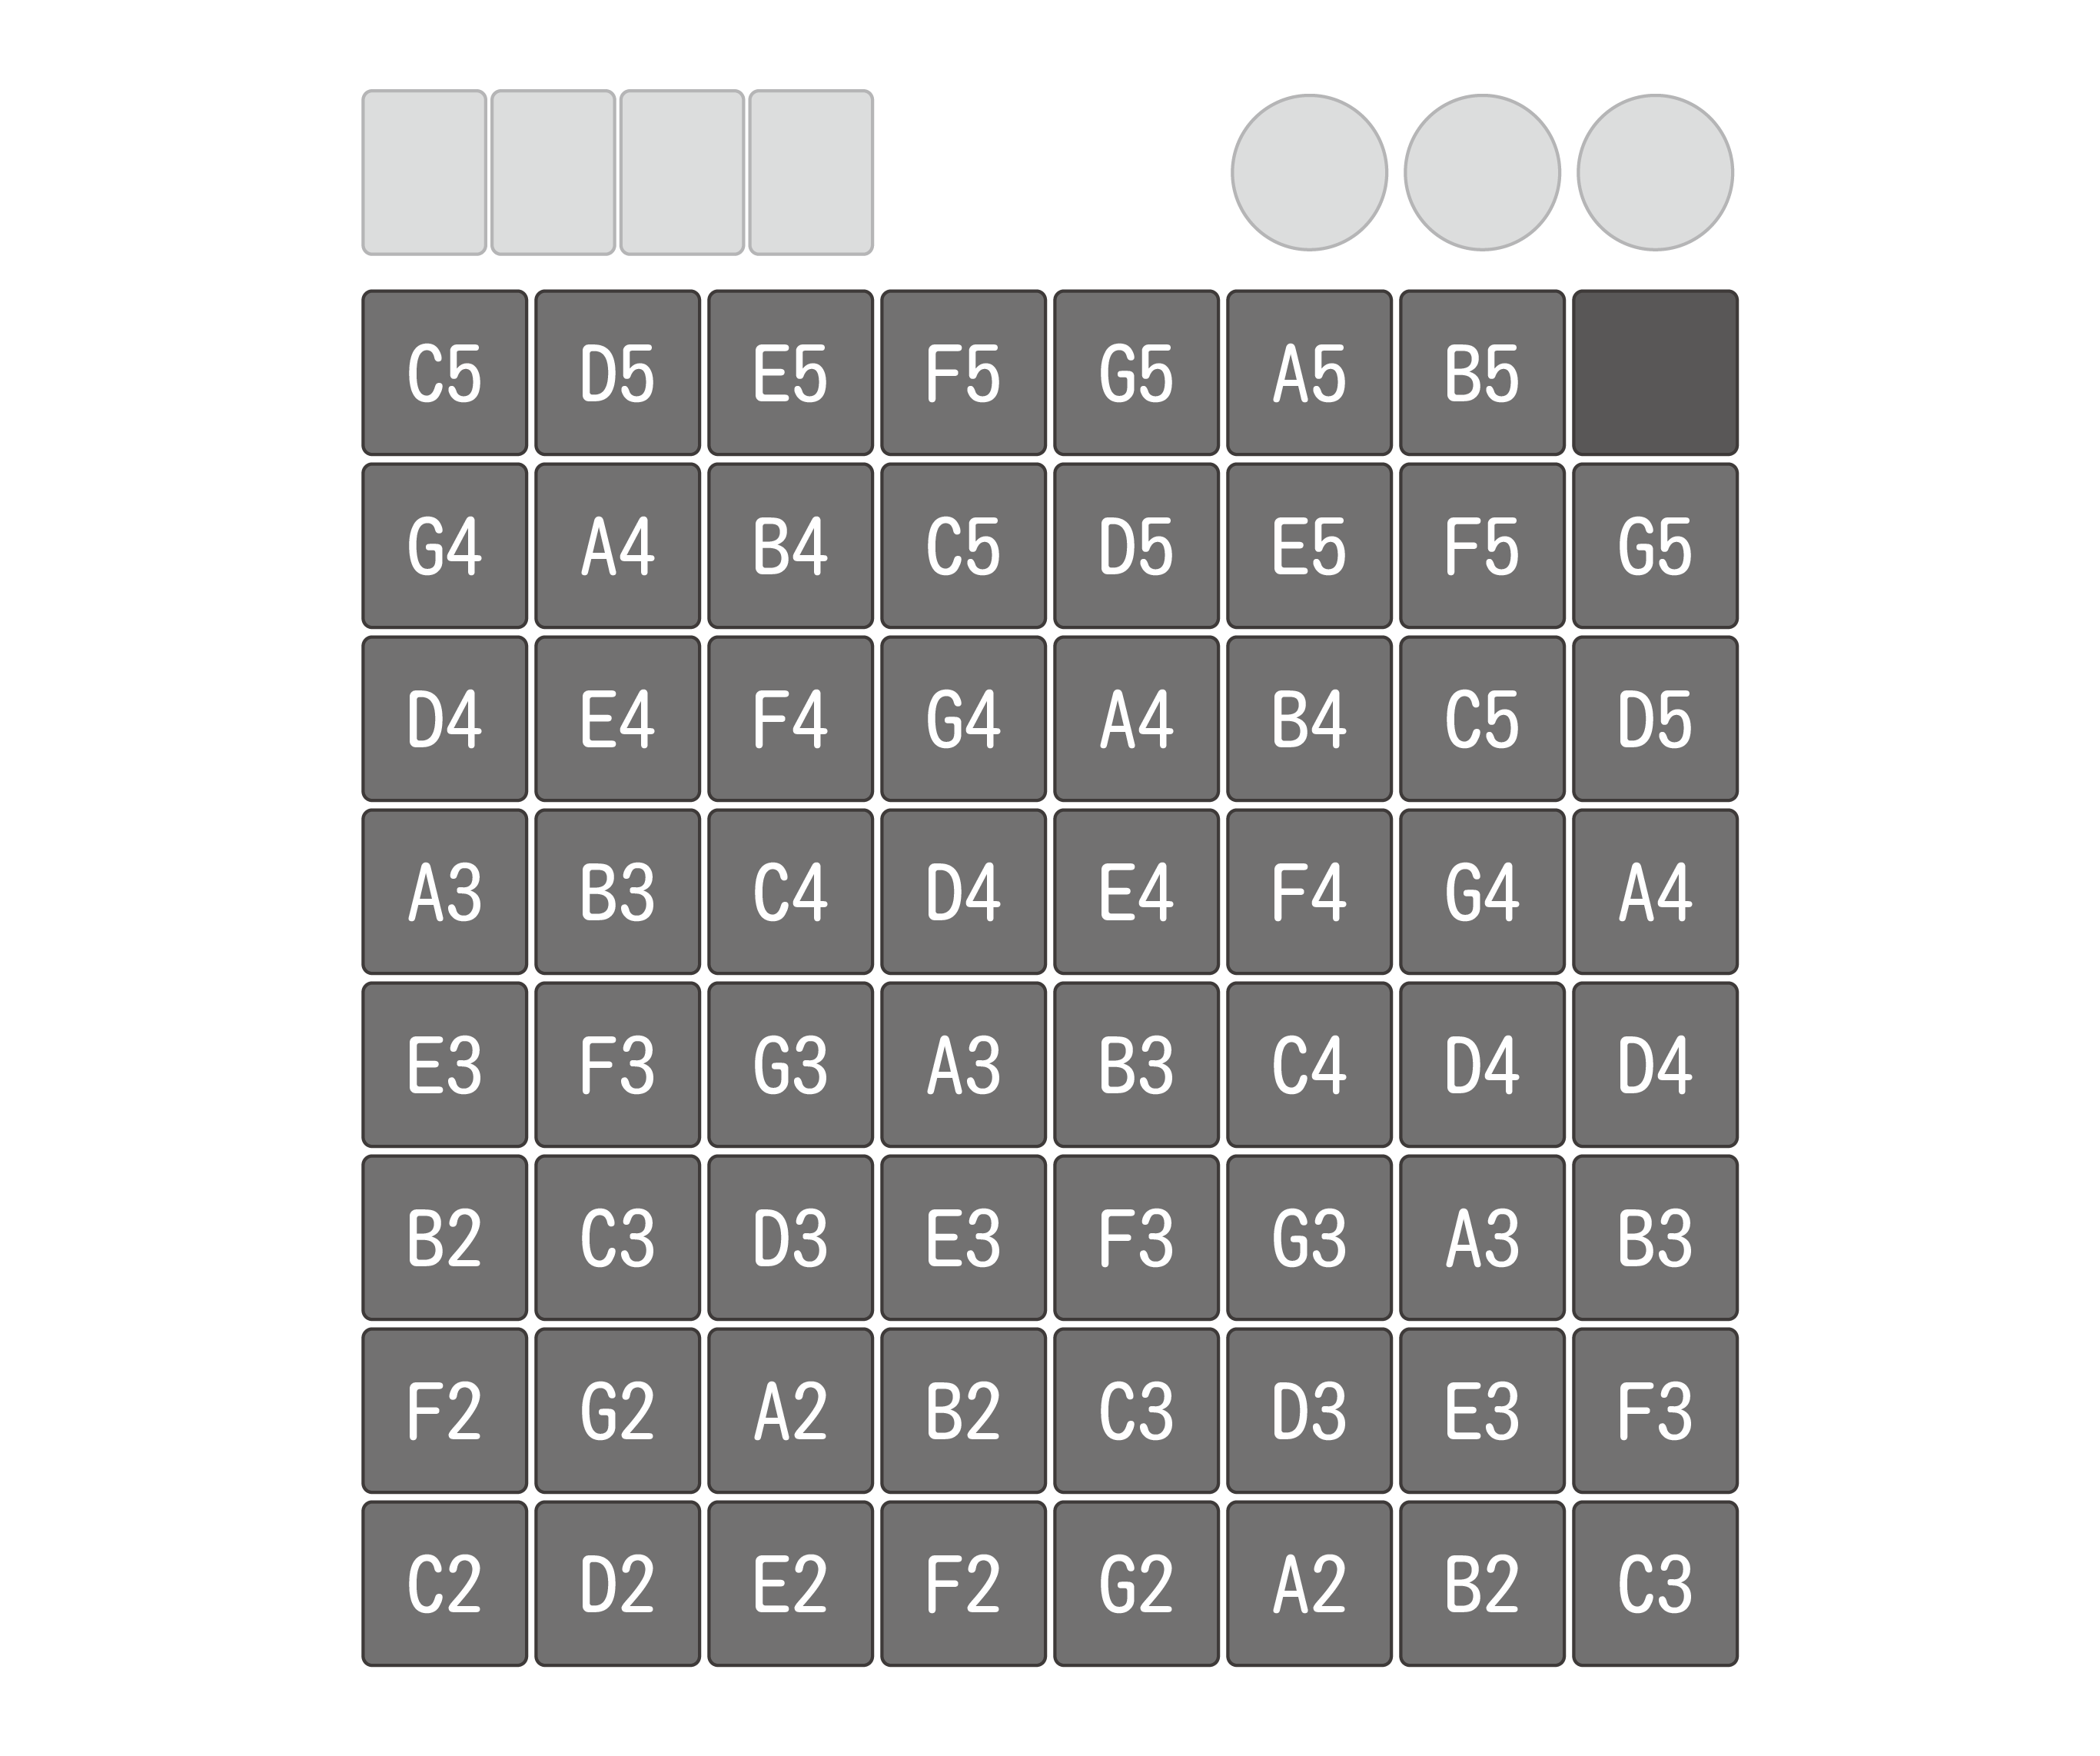 C5 D5 E5 F5 G5 A5 B5
G4 A4 B4 C5 D5 E5 F5 G5
D4 E4 F4 G4 A4 B4 C5 D5
A3 B3 C4 D4 E4 F4 G4 A4
E3 F3 G3 A3 B3 C4 D4 D4
B2 C3 D3 E3 F3 G3 A3 B3
F2 G2 A2 B2 C3 D3 E3 F3
C2 D2 E2 F2 G2 A2 B2 C3